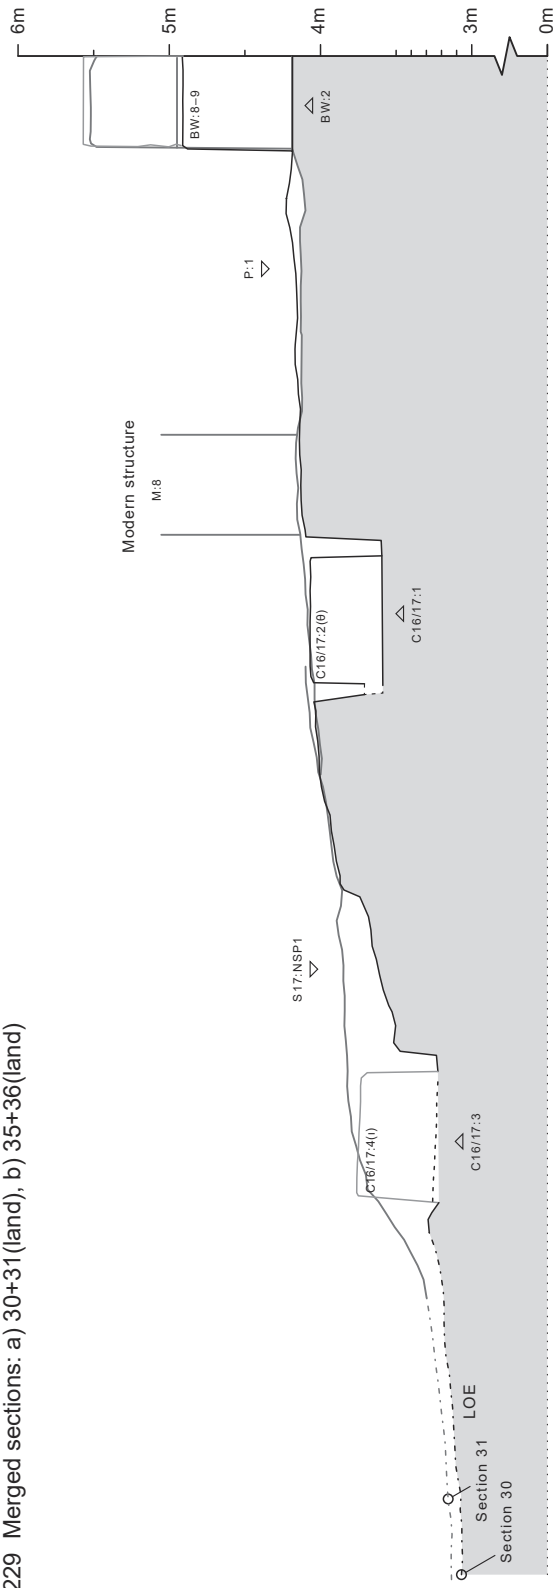 229 Merged sections: a) 30+31(land), b) 35+36(land)
6m
5m
4m
3m
0m
BW:8–9
BW:2
P:1
Modern structure
M:8
C16/17:2(θ)
C16/17:1
S17:NSP1
C16/17:4(ι)
C16/17:3
LOE
Section 31
Section 30